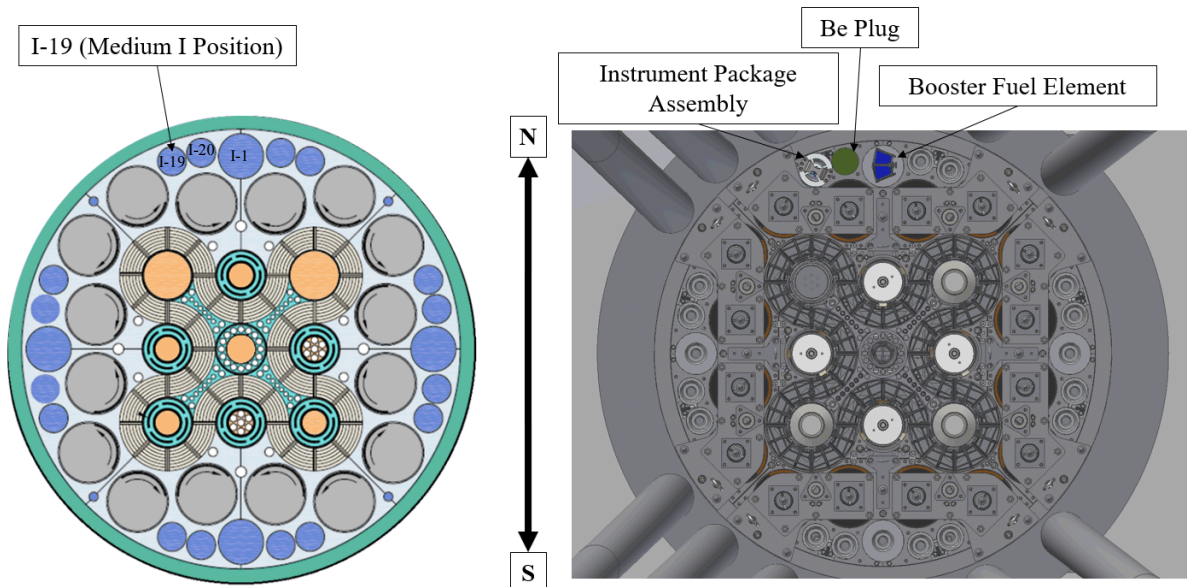 I-19 (Medium I Position)
Be Plug
Instrument Package
Assembly
Booster Fuel Element
N
I-19
I-20
I-1
S